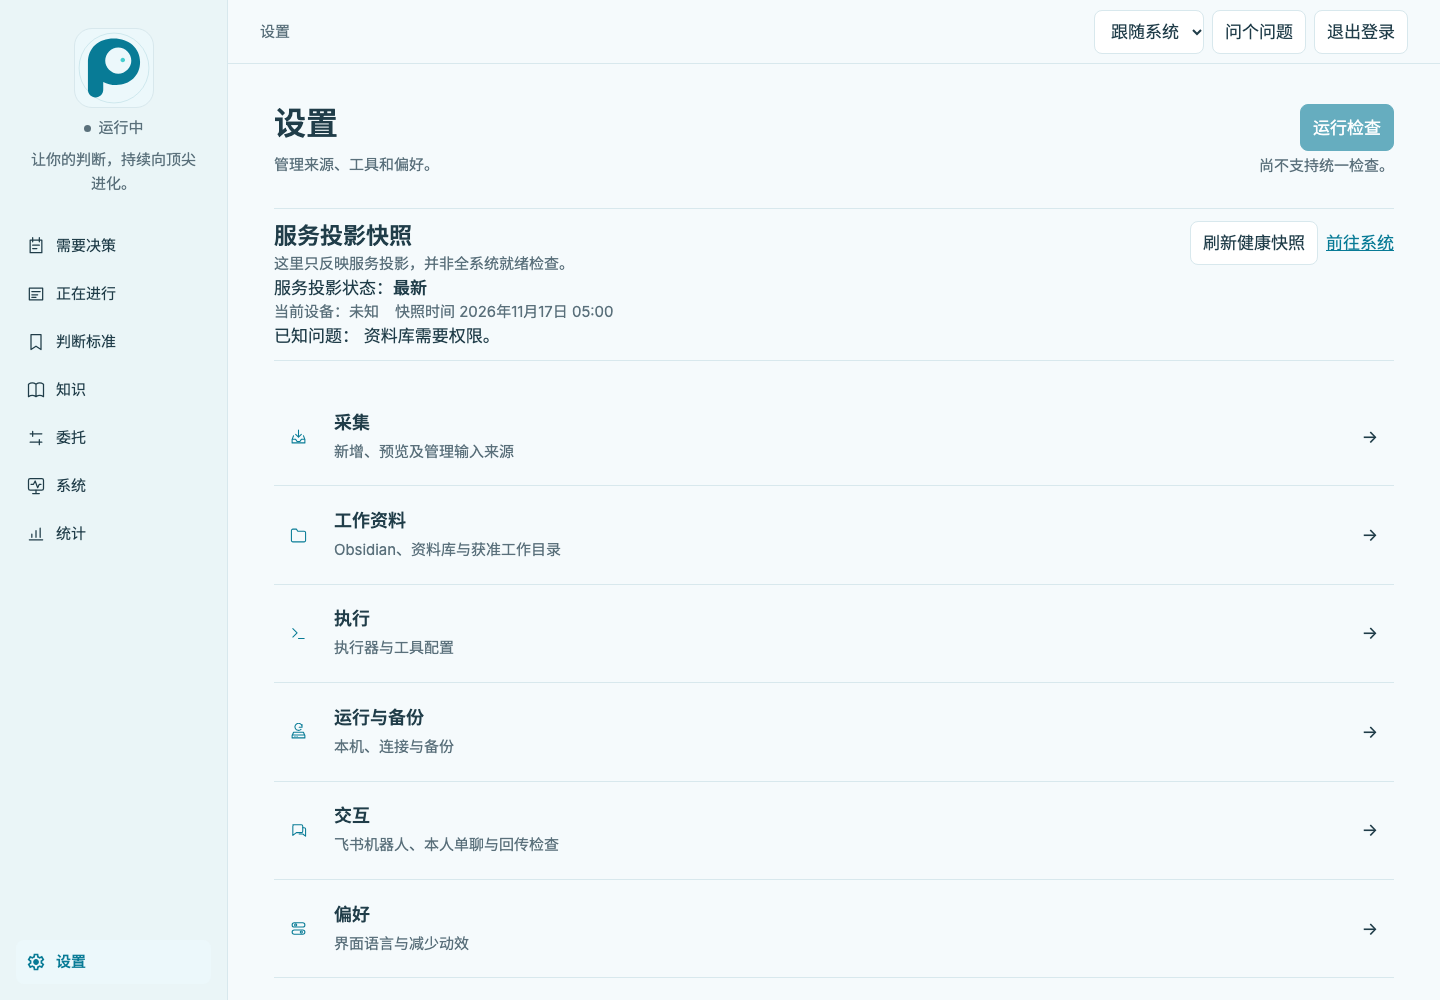 设置
跟随系统
问个问题
退出登录
运行中
让你的判断，持续向顶尖
进化。
需要决策
正在进行
判断标准
知识
委托
系统
统计
设置
设置
管理来源、工具和偏好。
运行检查
尚不支持统一检查。
服务投影快照
这里只反映服务投影，并非全系统就绪检查。
服务投影状态：最新
当前设备：未知 快照时间 2026年11月17日 05:00
已知问题： 资料库需要权限。
刷新健康快照
前往系统
采集
新增、预览及管理输入来源
工作资料
Obsidian、资料库与获准工作目录
执行
执行器与工具配置
运行与备份
本机、连接与备份
交互
飞书机器人、本人单聊与回传检查
偏好
界面语言与减少动效